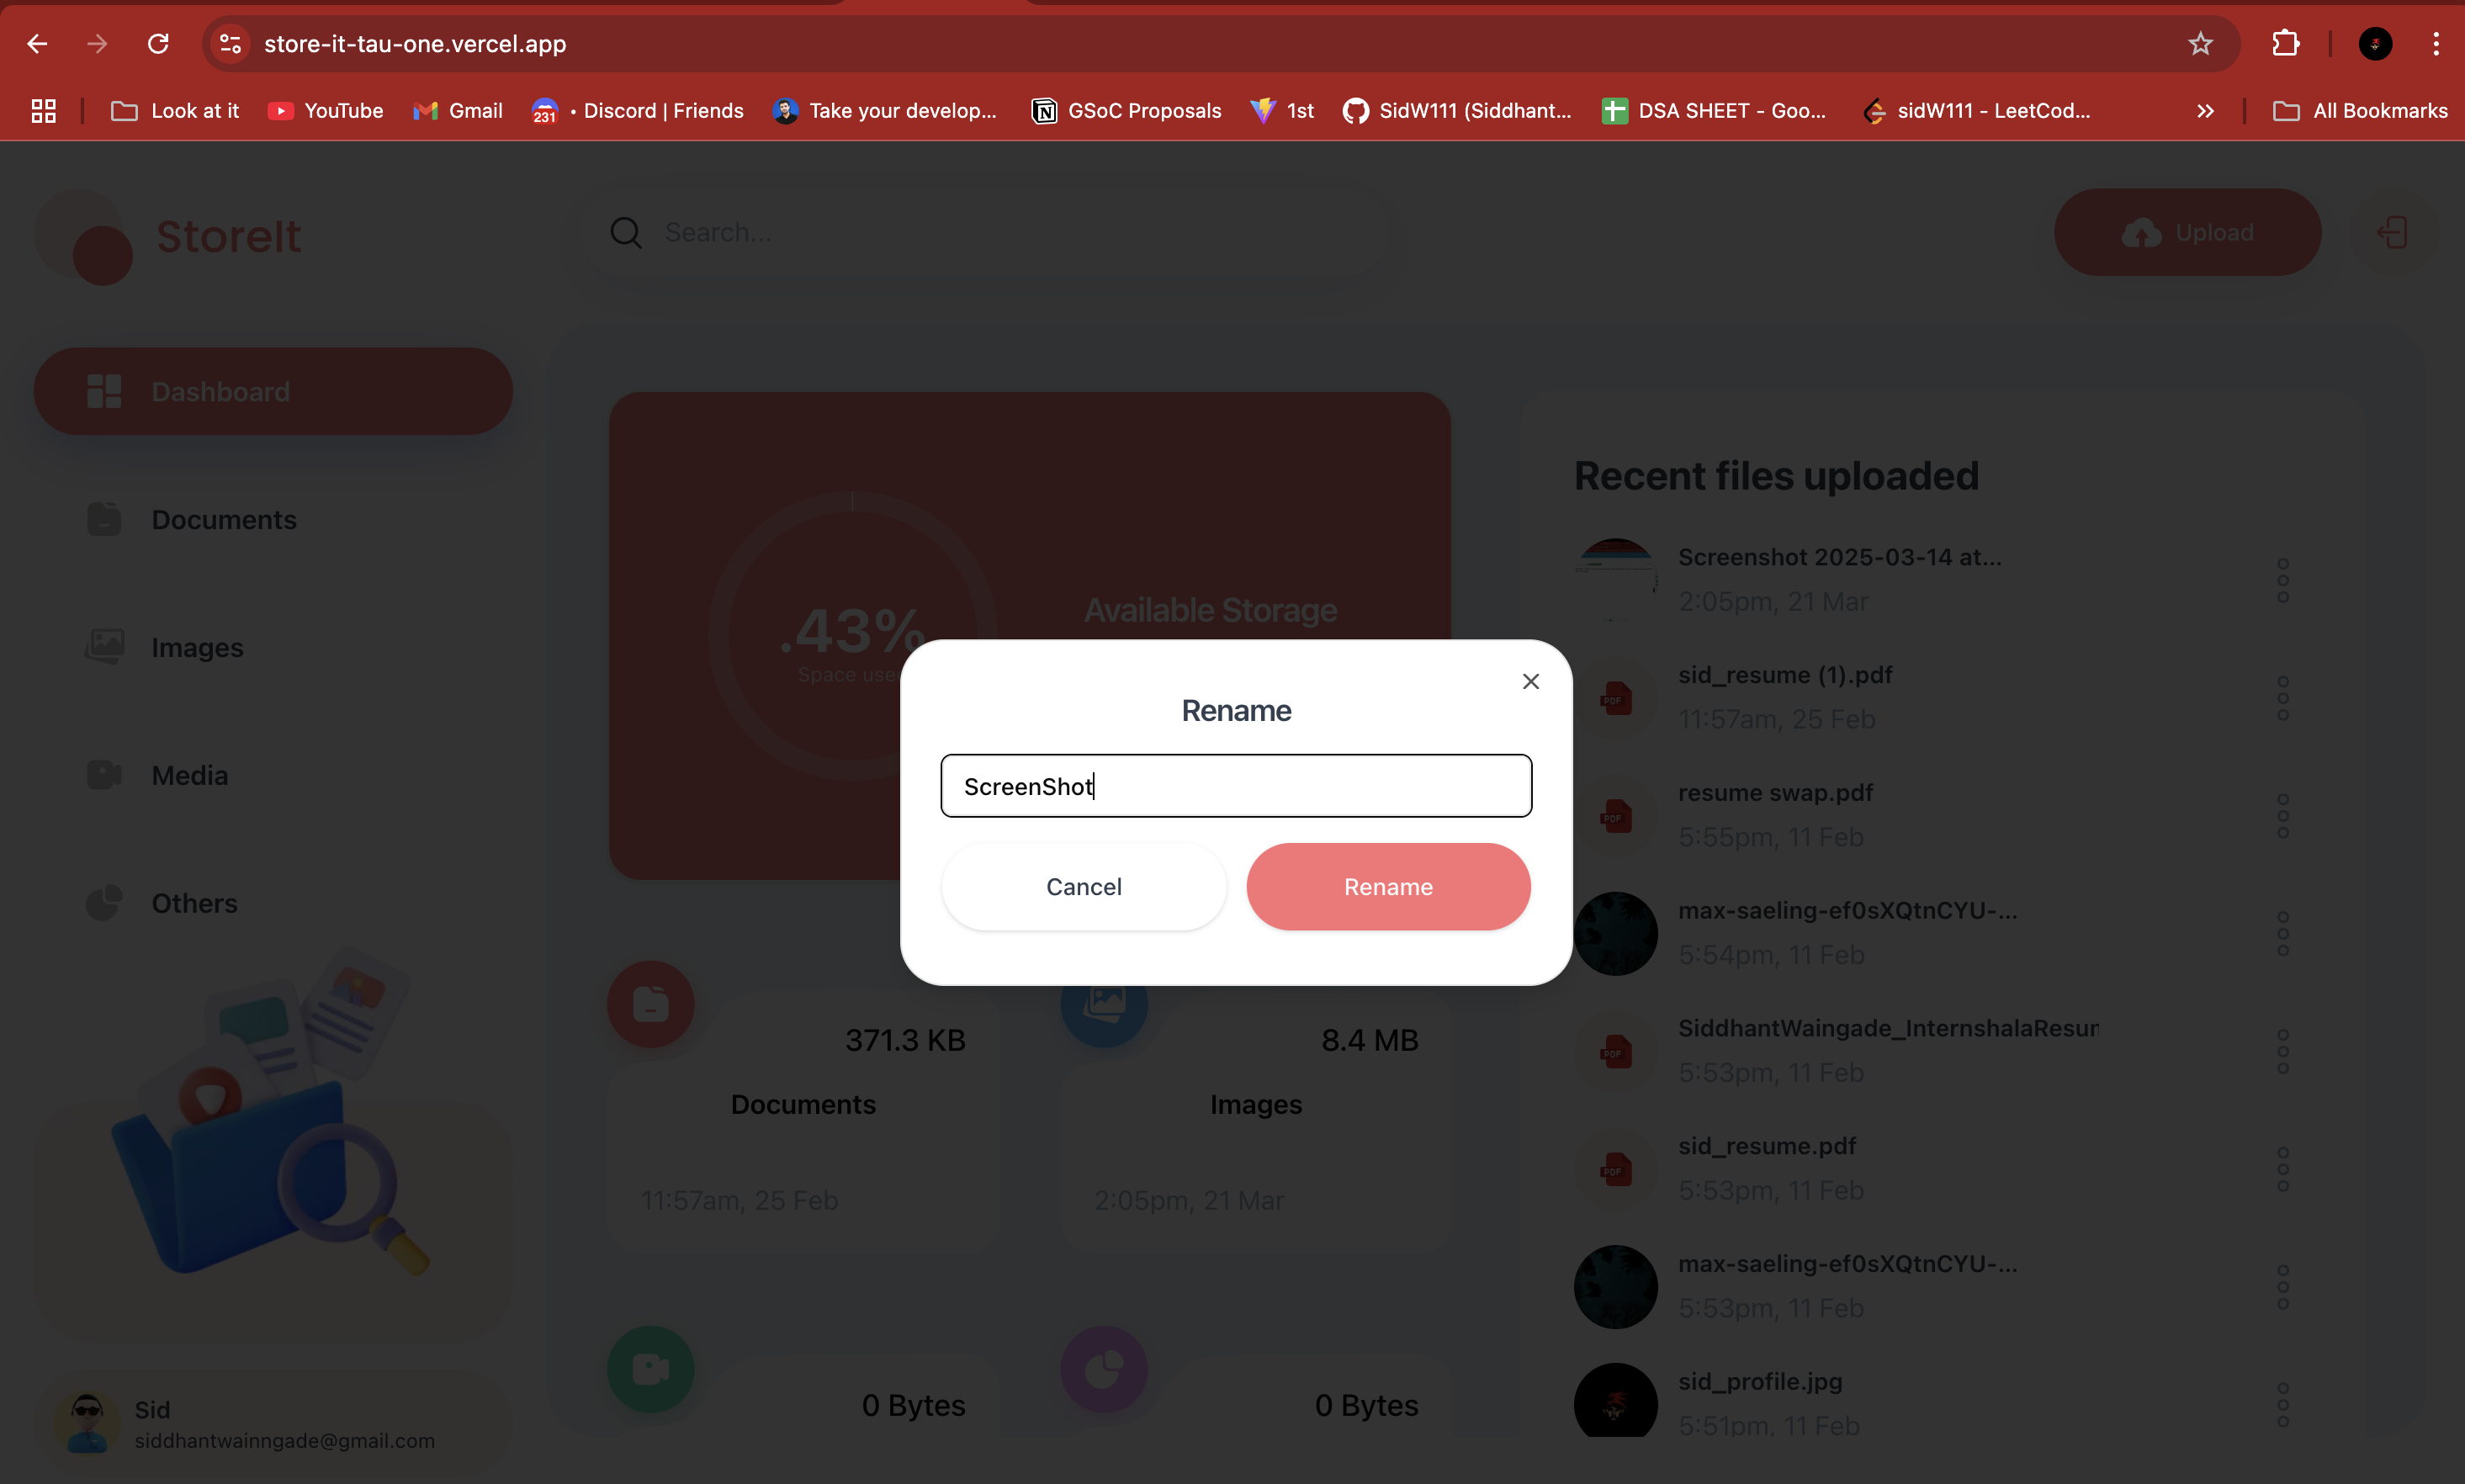 store-it-tau-one.vercel.app
Look at it
YouTube
Gmail
231
• Discord | Friends
Take your develop...
GSoC Proposals
1st
SidW111 (Siddhant...
DSA SHEET - Goo...
sidW111 - LeetCod...
All Bookmarks
StoreIt
Search...
Upload
Dashboard
Documents
Images
Media
Others
Sid
siddhantwainngade@gmail.com
.43%
Space use
Available Storage
Rename
ScreenShot
Cancel
Rename
371.3 KB
Documents
11:57am, 25 Feb
8.4 MB
Images
2:05pm, 21 Mar
0 Bytes
0 Bytes
Recent files uploaded
Screenshot 2025-03-14 at...
2:05pm, 21 Mar
PDF
sid_resume (1).pdf
11:57am, 25 Feb
PDF
resume swap.pdf
5:55pm, 11 Feb
max-saeling-ef0sXQtnCYU-...
5:54pm, 11 Feb
PDF
SiddhantWaingade_InternshalaResur
5:53pm, 11 Feb
PDF
sid_resume.pdf
5:53pm, 11 Feb
max-saeling-ef0sXQtnCYU-...
5:53pm, 11 Feb
sid_profile.jpg
5:51pm, 11 Feb